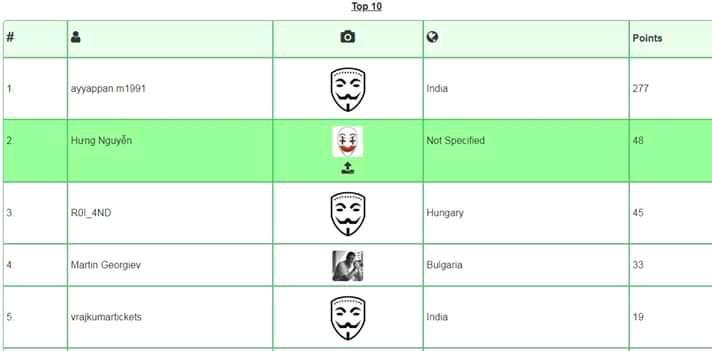 Top 10
# Points
1. ayyappan.m1991 India 277
2. Hưng Nguyễn Not Specified 48
3. R0l_4ND Hungary 45
4. Martin Georgiev Bulgaria 33
5. vrajkumartickets India 19